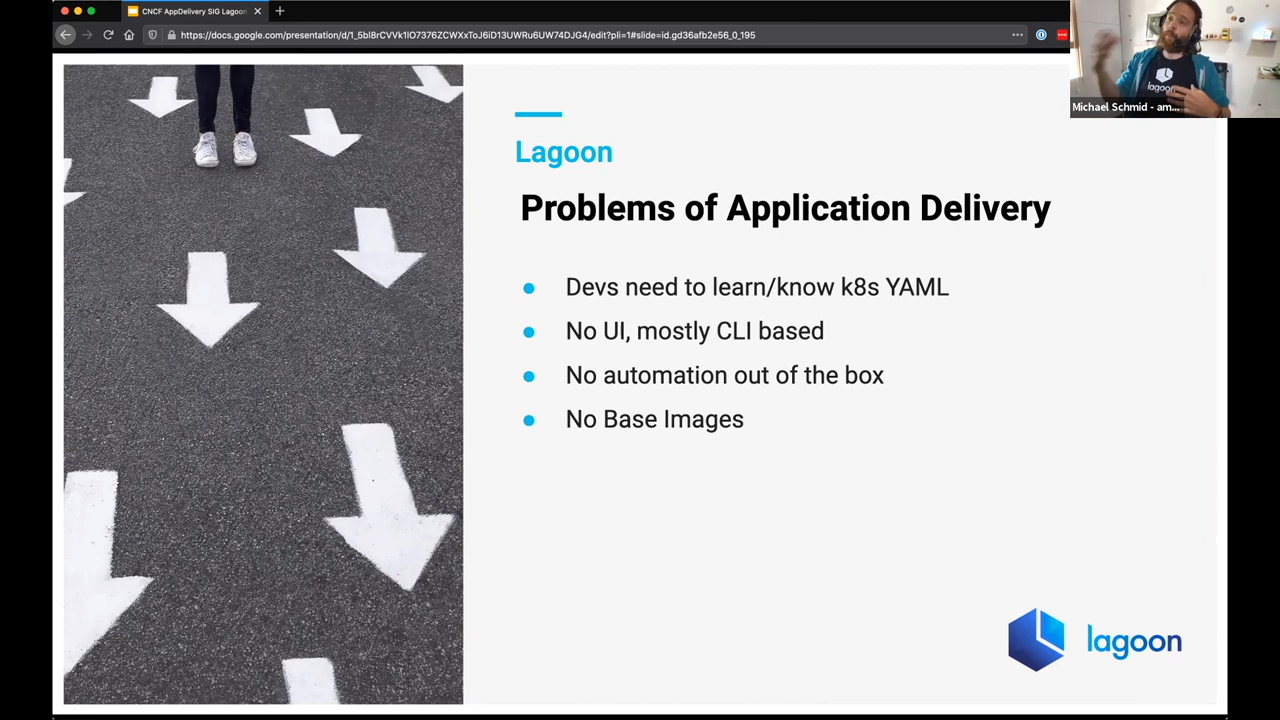 CNCF AppDelivery SIG Lagoon
https://docs.google.com/presentation/d/1_5bI8rCVVk1IO7376ZCWXxToJ6iD13UWRu6UW74DJG4/edit?pli=1#slide=id.gd36afb2e56_0_195
lagoon
Michael Schmid - am...
Lagoon
Problems of Application Delivery
● Devs need to learn/know k8s YAML
● No UI, mostly CLI based
● No automation out of the box
● No Base Images
lagoon